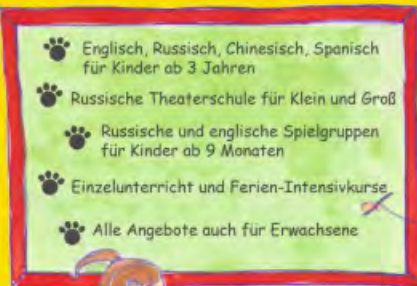 Englisch, Russisch, Chinesisch, Spanisch
für Kinder ab 3 Jahren
Russische Theaterschule für Klein und Groß
Russische und englische Spielgruppen
für Kinder ab 9 Monaten
Einzelunterricht und Ferien-Intensivkurse
Alle Angebote auch für Erwachsene